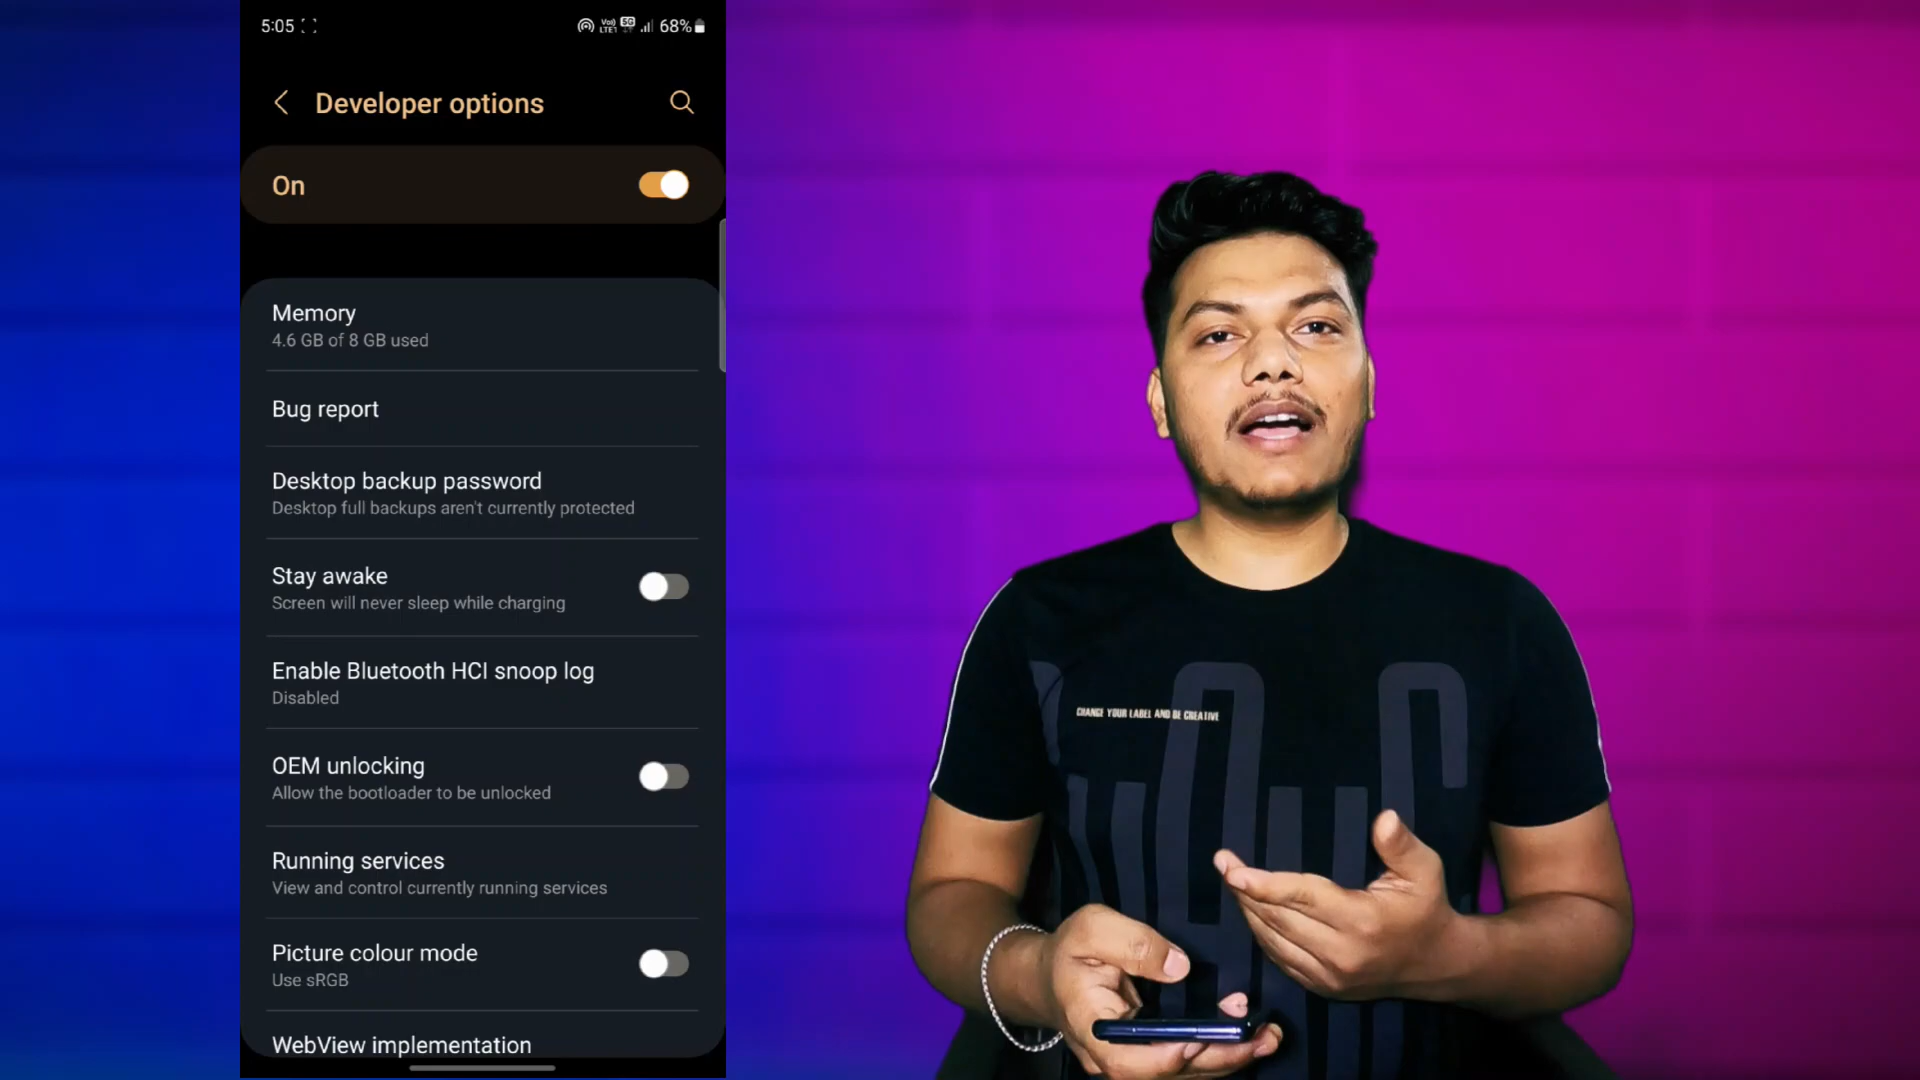 5:05
Vo)) 5G 68%
LTE1
Developer options
On
Memory
4.6 GB of 8 GB used
Bug report
Desktop backup password
Desktop full backups aren't currently protected
Stay awake
Screen will never sleep while charging
Enable Bluetooth HCI snoop log
Disabled
OEM unlocking
Allow the bootloader to be unlocked
Running services
View and control currently running services
Picture colour mode
Use sRGB
WebView implementation
CHANGE YOUR LABEL AND BE CREATIVE